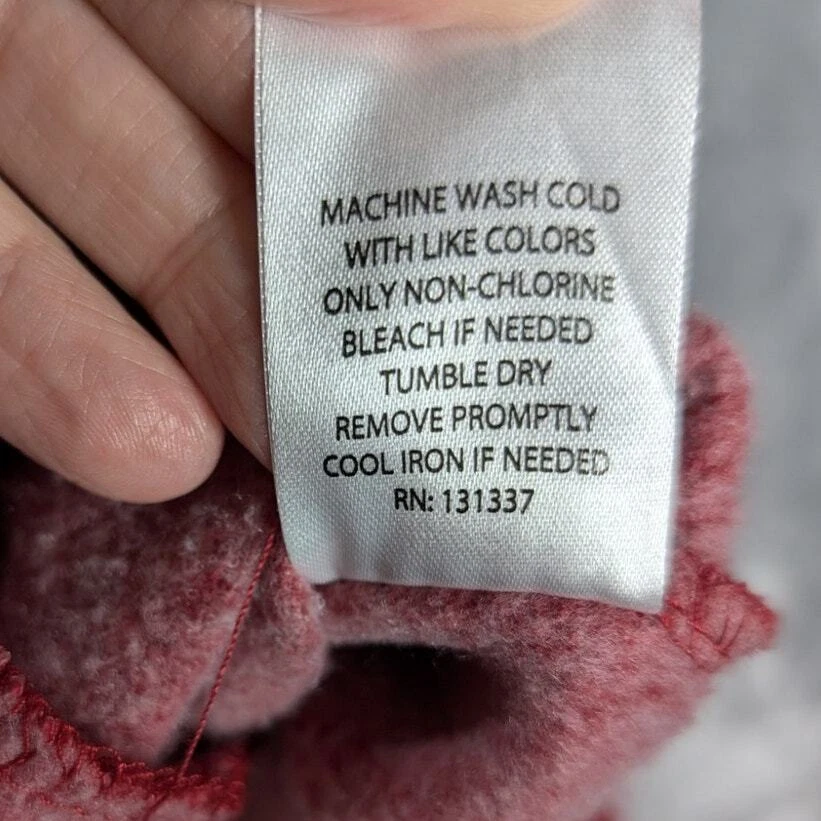 MACHINE WASH COLD
WITH LIKE COLORS
ONLY NON-CHLORINE
BLEACH IF NEEDED
TUMBLE DRY
REMOVE PROMPTLY
COOL IRON IF NEEDED
RN: 131337